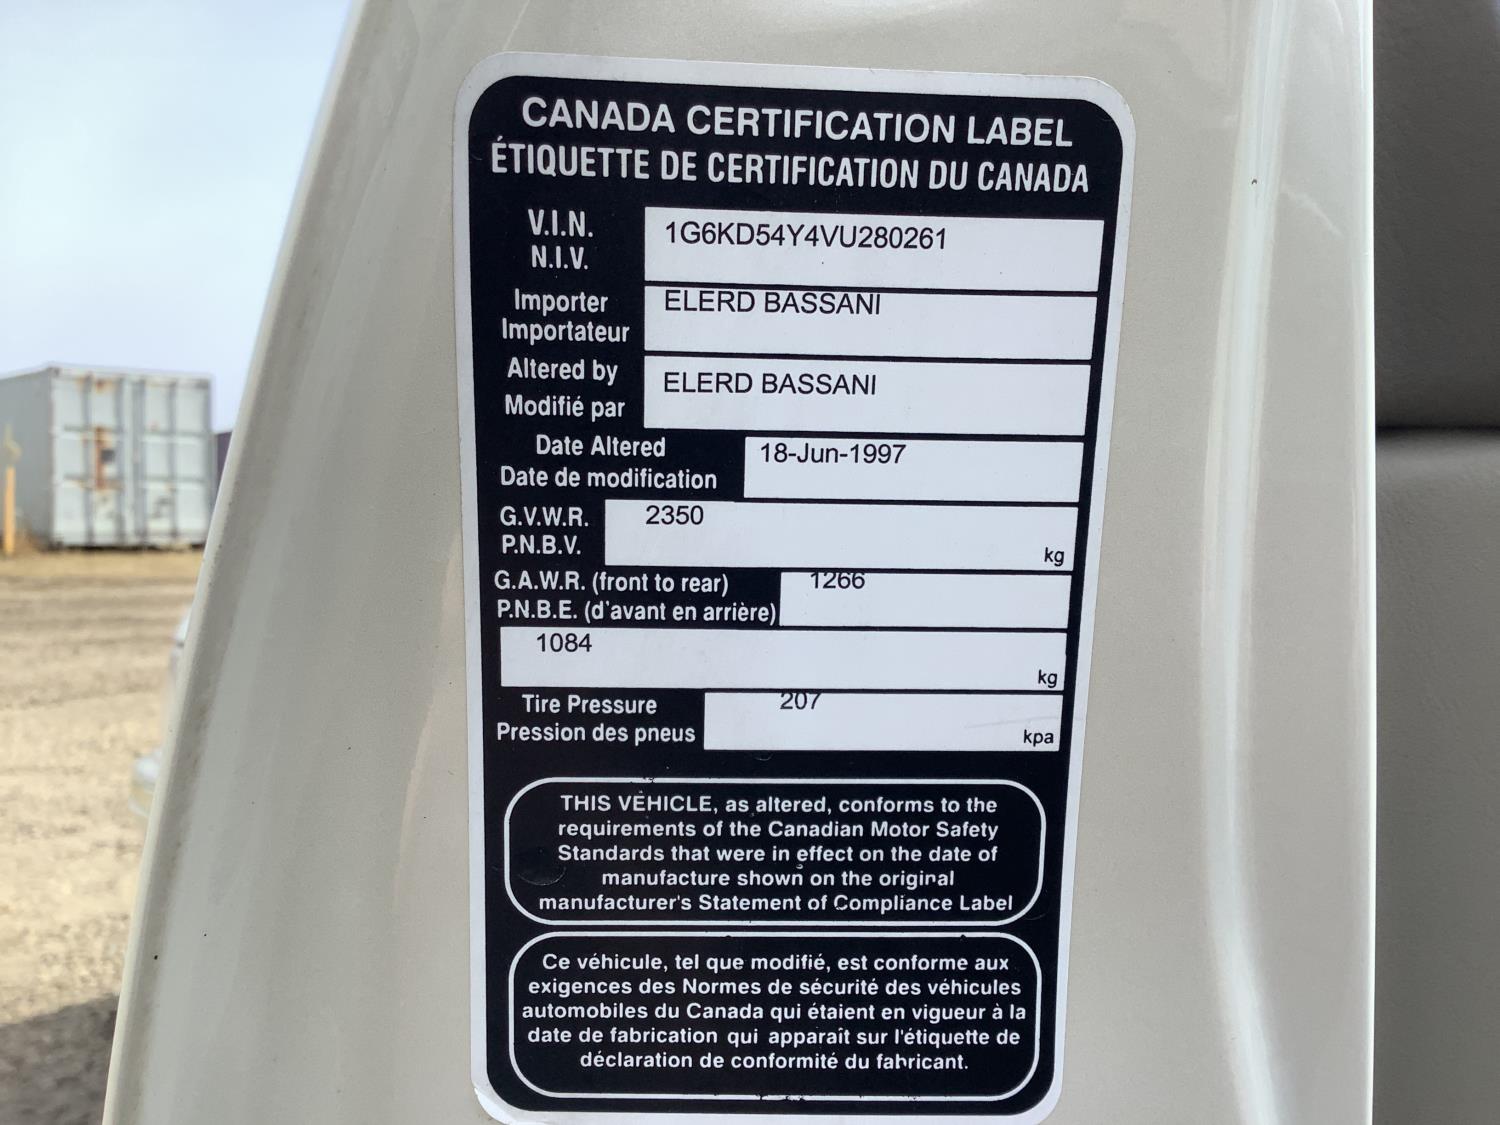 CANADA CERTIFICATION LABEL
ÉTIQUETTE DE CERTIFICATION DU CANADA
V.I.N.
N.I.V.
1G6KD54Y4VU280261
Importer
Importateur
ELERD BASSANI
Altered by
Modifié par
ELERD BASSANI
Date Altered
Date de modification
18-Jun-1997
G.V.W.R.
P.N.B.V.
2350
kg
G.A.W.R. (front to rear)
P.N.B.E. (d'avant en arrière)
1266
1084
kg
Tire Pressure
Pression des pneus
207
kpa
THIS VEHICLE, as altered, conforms to the
requirements of the Canadian Motor Safety
Standards that were in effect on the date of
manufacture shown on the original
manufacturer's Statement of Compliance Label
Ce véhicule, tel que modifié, est conforme aux
exigences des Normes de sécurité des véhicules
automobiles du Canada qui étaient en vigueur à la
date de fabrication qui apparaît sur l'étiquette de
déclaration de conformité du fabricant.